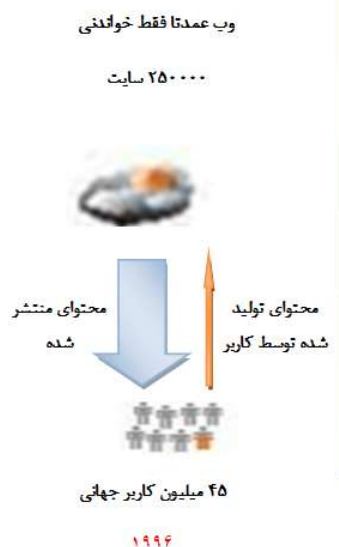 وب عمدتا فقط خواندنی
۲۵۰۰۰۰ سایت
محتوای تولید
شده توسط کاربر
محتوای منتشر
شده
۴۵ میلیون کاربر جهانی
۱۹۹۶